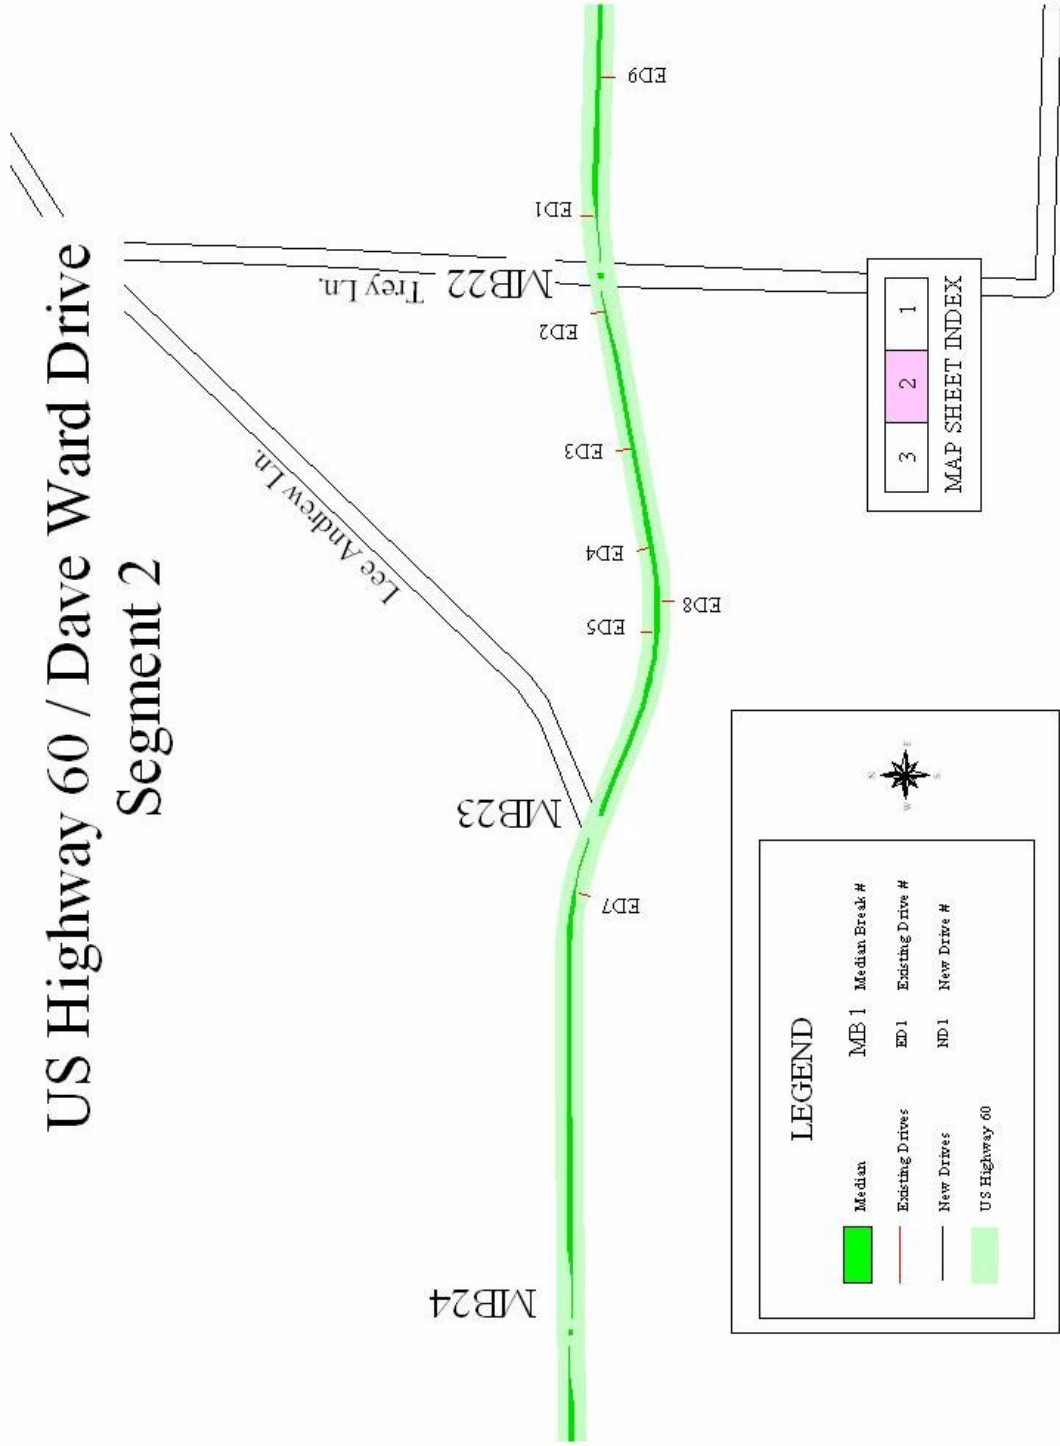 US Highway 60 / Dave Ward Drive
Segment 2
MB24
MB23
MB22
Lee Andrew Ln.
Trey Ln.
ED7
ED5
ED8
ED4
ED3
ED2
ED1
ED9
LEGEND
Median
MB 1
Median Break #
Existing Drives
ED1
Existing Drive #
New Drives
ND1
New Drive #
US Highway 60
N
W
E
S
3
2
1
MAP SHEET INDEX